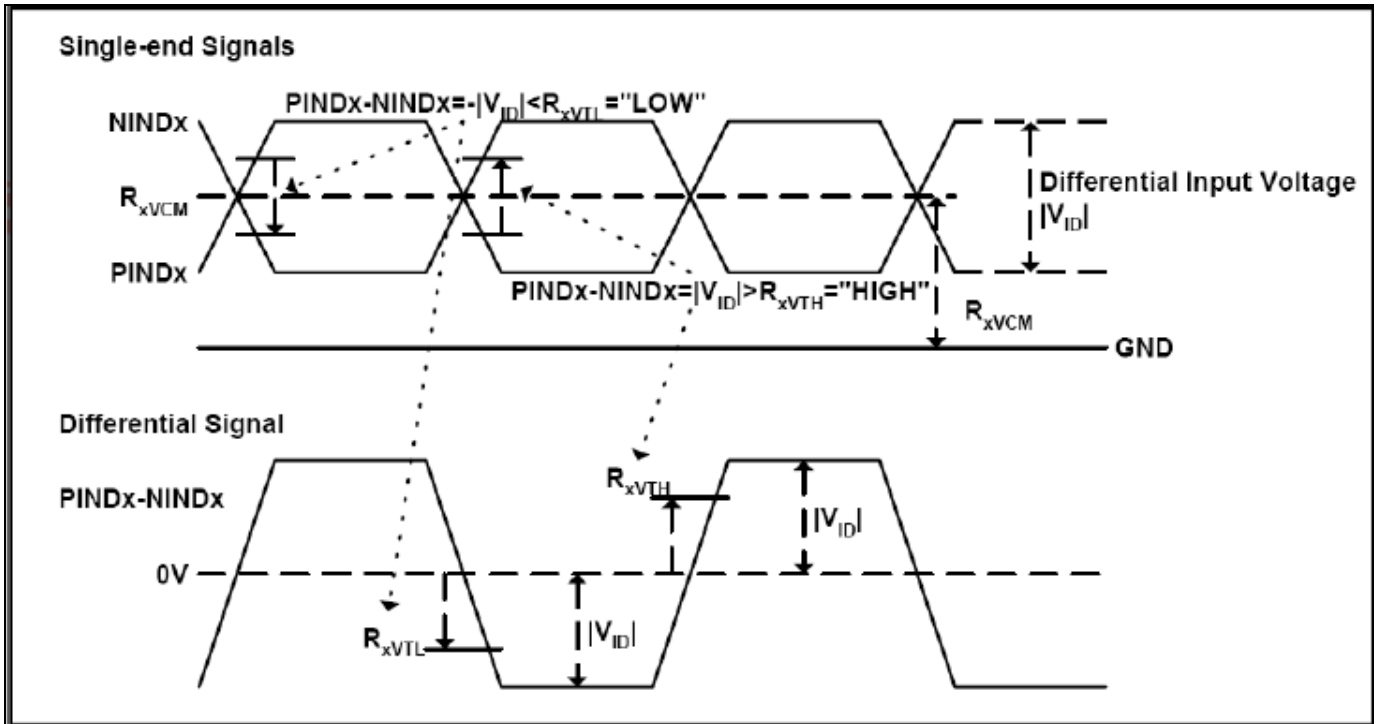 Single-end Signals
PINDx-NINDx=-|VID|<RxVTL="LOW"
NINDx
RxVCM
Differential Input Voltage
|VID|
PINDx
PINDx-NINDx=|VID|>RxVTH="HIGH"
RxVCM
GND
Differential Signal
PINDx-NINDx
RxVTH
|VID|
0V
RxVTL
|VID|